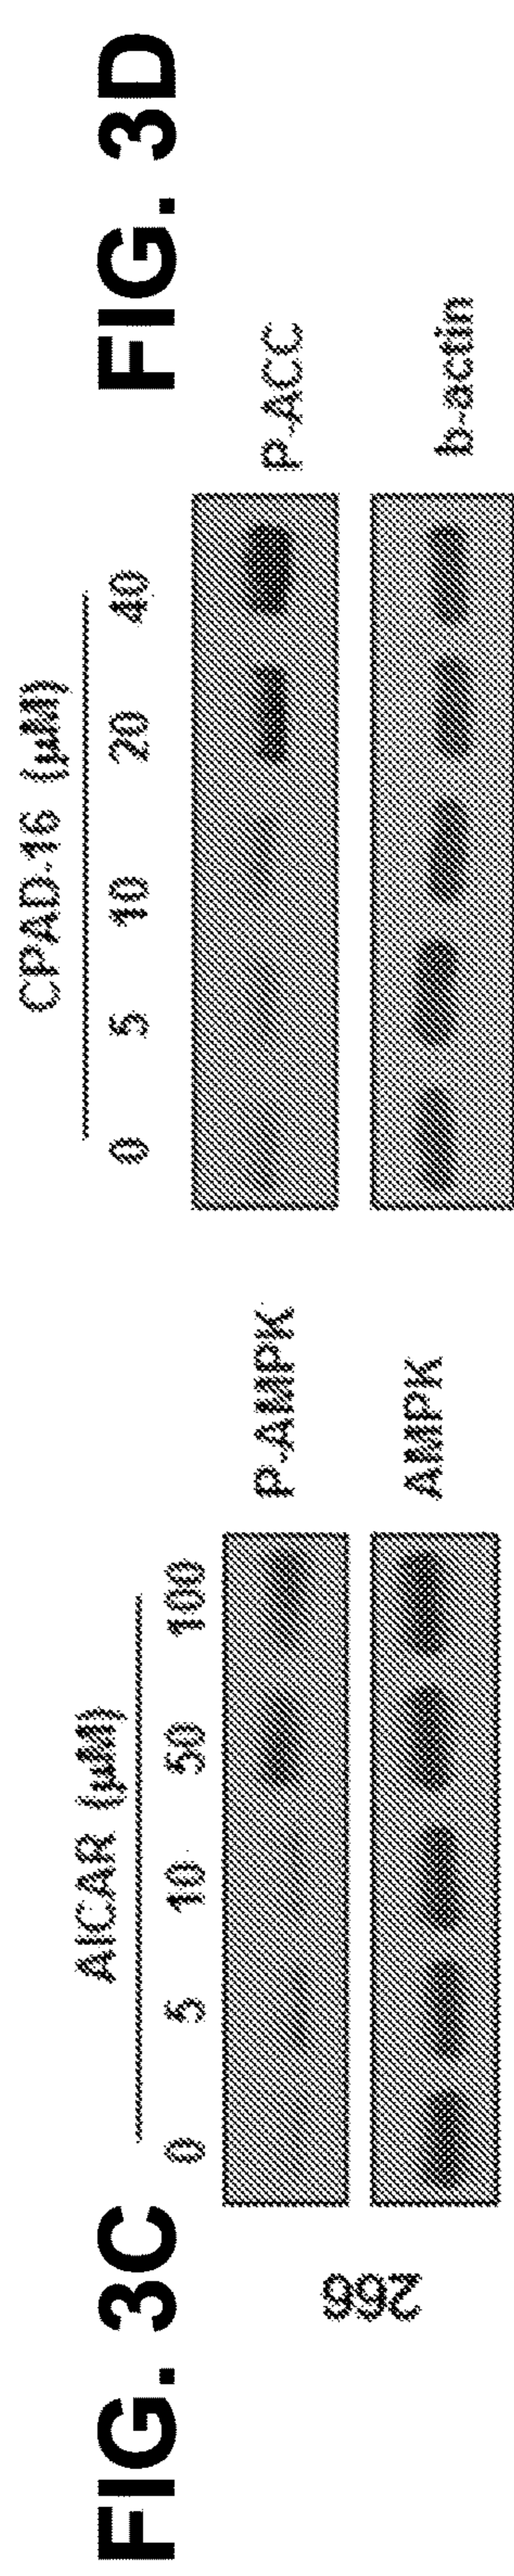 FIG. 3C
AICAR (µM)
0 5 10 50 100
P-AMPK
AMPK
266
FIG. 3D
CPAD-16 (µM)
0 5 10 20 40
P-ACC
b-actin